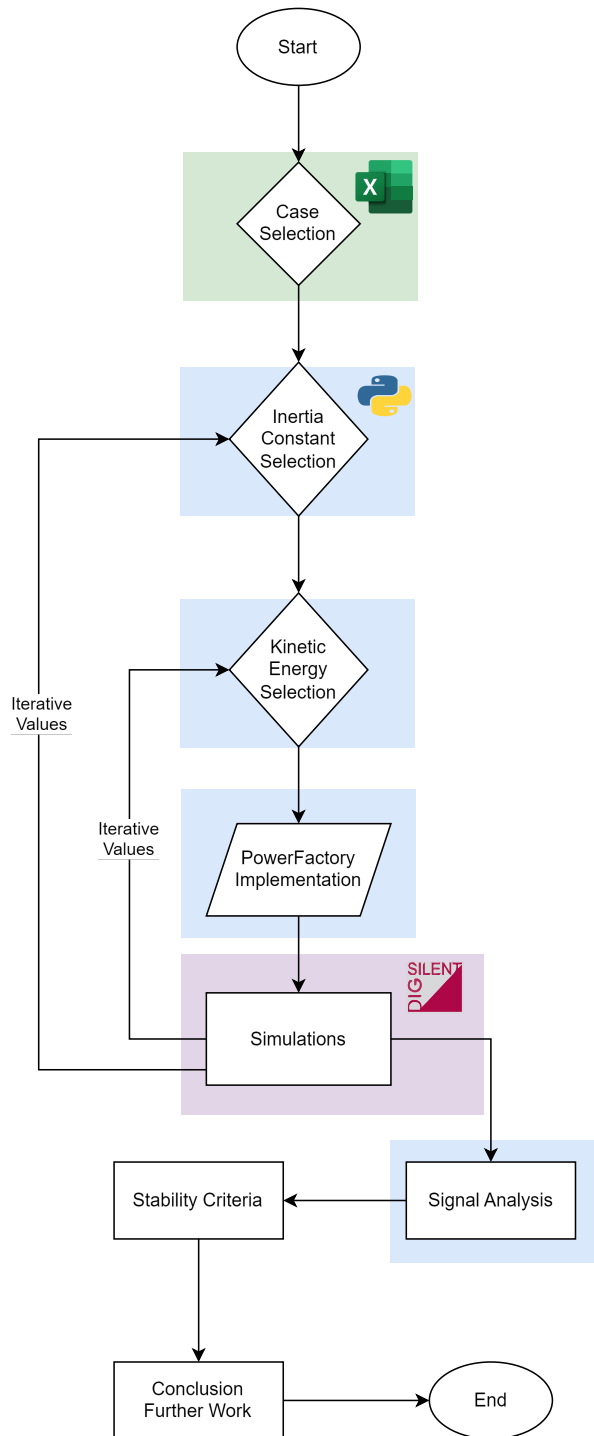 Start
X
Case
Selection
Inertia
Constant
Selection
Kinetic
Energy
Selection
Iterative
Values
Iterative
Values
PowerFactory
Implementation
DIG
SILENT
Simulations
Stability Criteria
Signal Analysis
Conclusion
Further Work
End